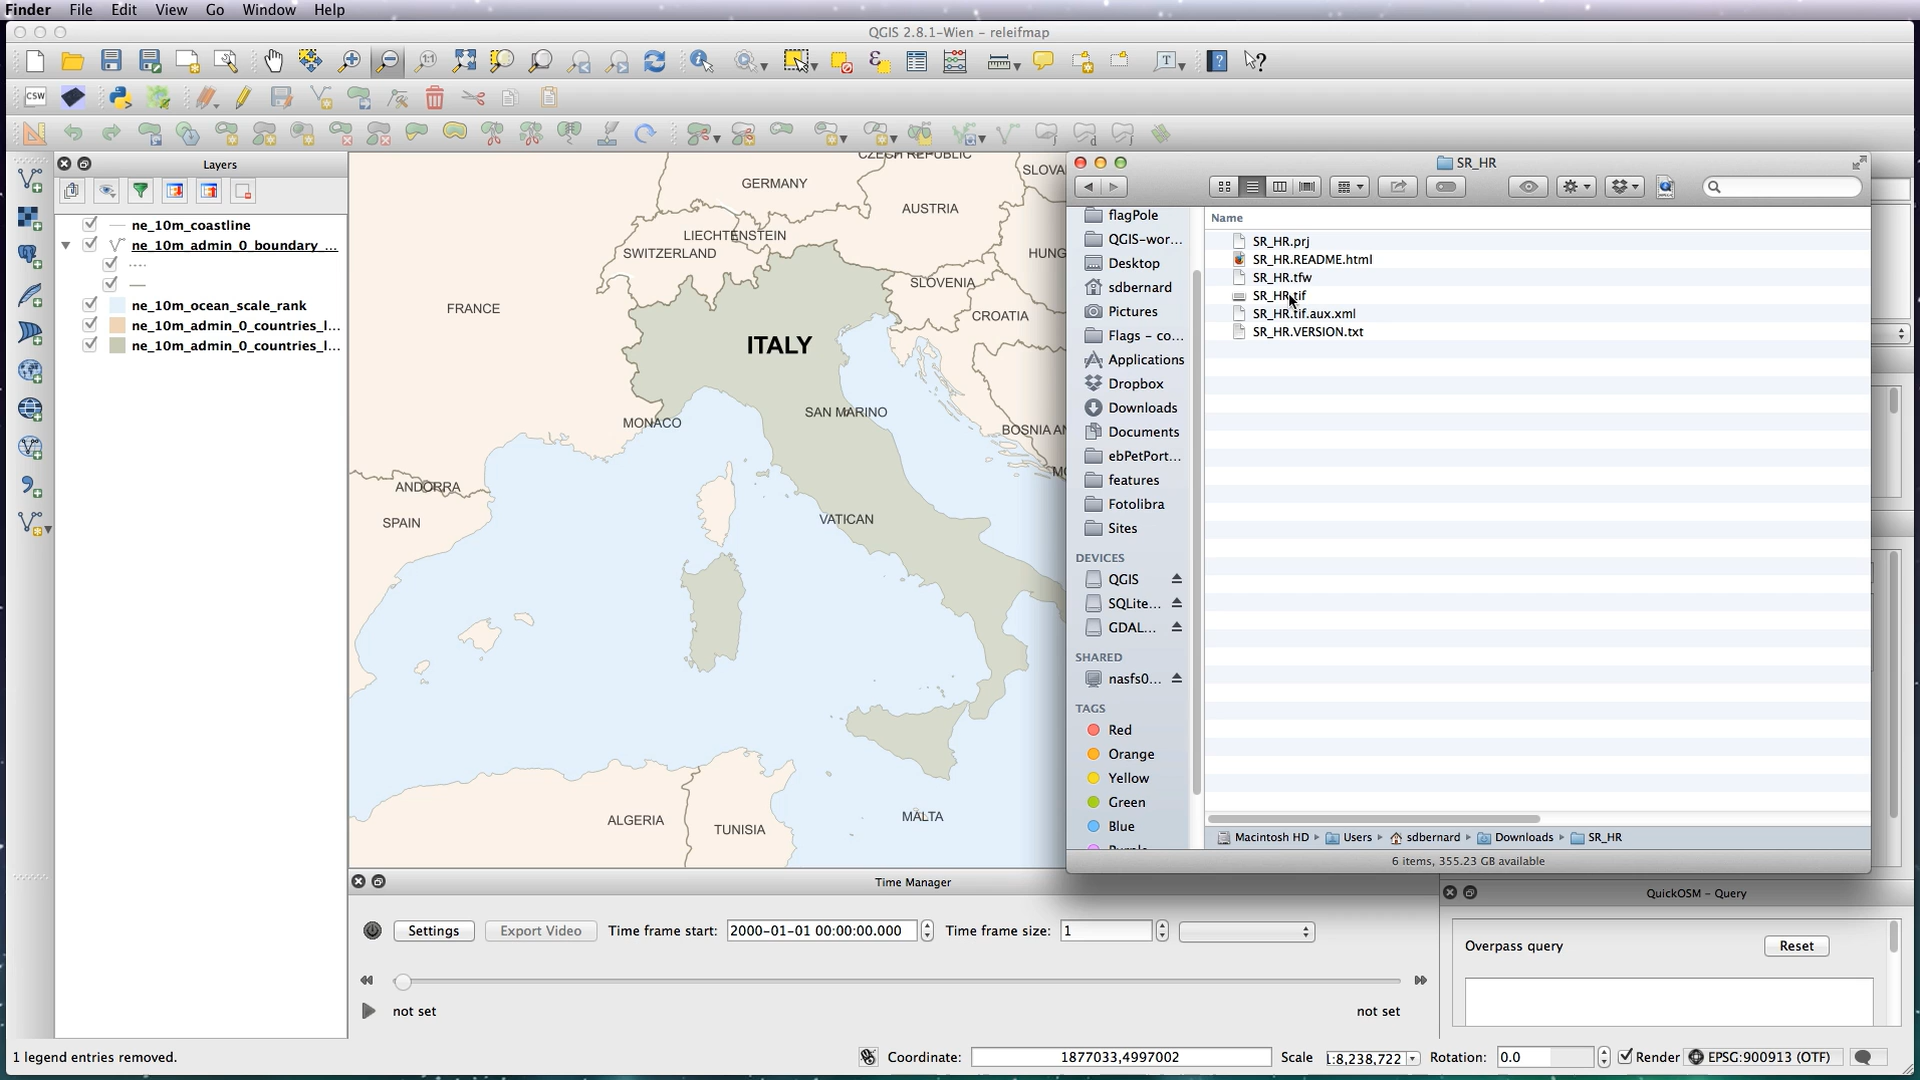 Finder File Edit View Go Window Help
QGIS 2.8.1-Wien – releifmap
CSW
Layers
ne_10m_coastline
ne_10m_admin_0_boundary_...
ne_10m_ocean_scale_rank
ne_10m_admin_0_countries_l...
ne_10m_admin_0_countries_l...
CZECH REPUBLIC
GERMANY
SLOVA
AUSTRIA
LIECHTENSTEIN
SWITZERLAND
HUNG
SLOVENIA
FRANCE
CROATIA
ITALY
SAN MARINO
MONACO
BOSNIA AN
MO
ANDORRA
SPAIN
VATICAN
ALGERIA
TUNISIA
MALTA
SR_HR
Name
SR_HR.prj
SR_HR.README.html
SR_HR.tfw
SR_HR.tif
SR_HR.tif.aux.xml
SR_HR.VERSION.txt
flagPole
QGIS-wor...
Desktop
sdbernard
Pictures
Flags – co...
Applications
Dropbox
Downloads
Documents
ebPetPort...
features
Fotolibra
Sites
DEVICES
QGIS
SQLite...
GDAL...
SHARED
nasfs0...
TAGS
Red
Orange
Yellow
Green
Blue
Purple
Macintosh HD Users sdbernard Downloads SR_HR
6 items, 355.23 GB available
Time Manager
Settings Export Video Time frame start: 2000-01-01 00:00:00.000 Time frame size: 1
not set not set
QuickOSM – Query
Overpass query Reset
1 legend entries removed. Coordinate: 1877033,4997002 Scale 1:8,238,722 Rotation: 0.0 Render EPSG:900913 (OTF)